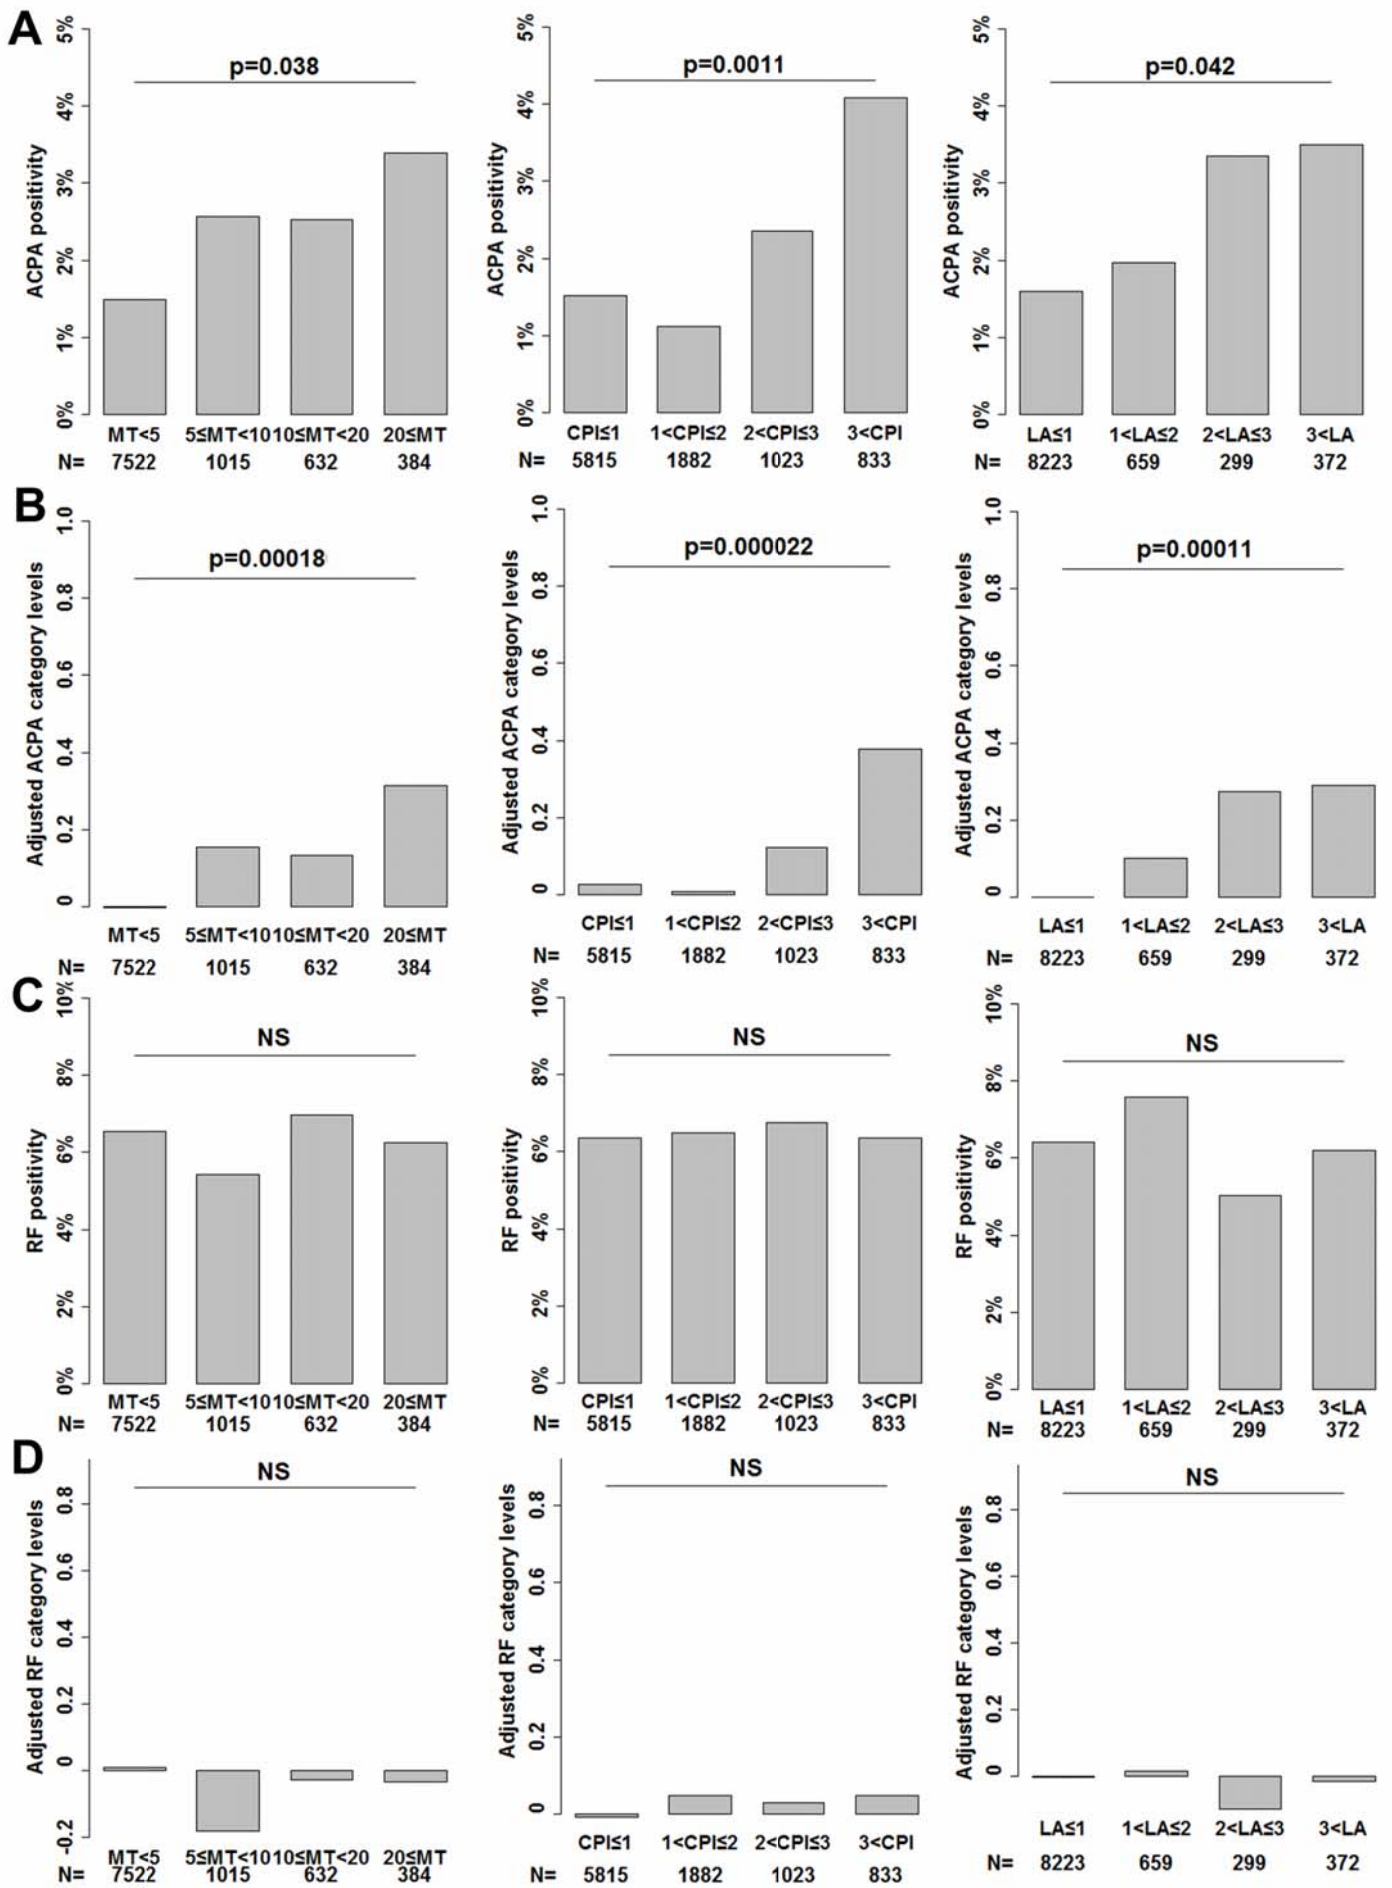 A
5%
4%
3%
2%
1%
0%
ACPA positivity
p=0.038
MT<5 5≤MT<10 10≤MT<20 20≤MT
N= 7522 1015 632 384
5%
4%
3%
2%
1%
0%
ACPA positivity
p=0.0011
CPI≤1 1<CPI≤2 2<CPI≤3 3<CPI
N= 5815 1882 1023 833
5%
4%
3%
2%
1%
0%
ACPA positivity
p=0.042
LA≤1 1<LA≤2 2<LA≤3 3<LA
N= 8223 659 299 372
B
1.0
0.8
0.6
0.4
0.2
0
Adjusted ACPA category levels
p=0.00018
MT<5 5≤MT<10 10≤MT<20 20≤MT
N= 7522 1015 632 384
1.0
0.8
0.6
0.4
0.2
0
Adjusted ACPA category levels
p=0.000022
CPI≤1 1<CPI≤2 2<CPI≤3 3<CPI
N= 5815 1882 1023 833
1.0
0.8
0.6
0.4
0.2
0
Adjusted ACPA category levels
p=0.00011
LA≤1 1<LA≤2 2<LA≤3 3<LA
N= 8223 659 299 372
C
10%
8%
6%
4%
2%
0%
RF positivity
NS
MT<5 5≤MT<10 10≤MT<20 20≤MT
N= 7522 1015 632 384
10%
8%
6%
4%
2%
0%
RF positivity
NS
CPI≤1 1<CPI≤2 2<CPI≤3 3<CPI
N= 5815 1882 1023 833
10%
8%
6%
4%
2%
0%
RF positivity
NS
LA≤1 1<LA≤2 2<LA≤3 3<LA
N= 8223 659 299 372
D
0.8
0.6
0.4
0.2
0
-0.2
Adjusted RF category levels
NS
MT<5 5≤MT<10 10≤MT<20 20≤MT
N= 7522 1015 632 384
0.8
0.6
0.4
0.2
0
Adjusted RF category levels
NS
CPI≤1 1<CPI≤2 2<CPI≤3 3<CPI
N= 5815 1882 1023 833
0.8
0.6
0.4
0.2
0
Adjusted RF category levels
NS
LA≤1 1<LA≤2 2<LA≤3 3<LA
N= 8223 659 299 372